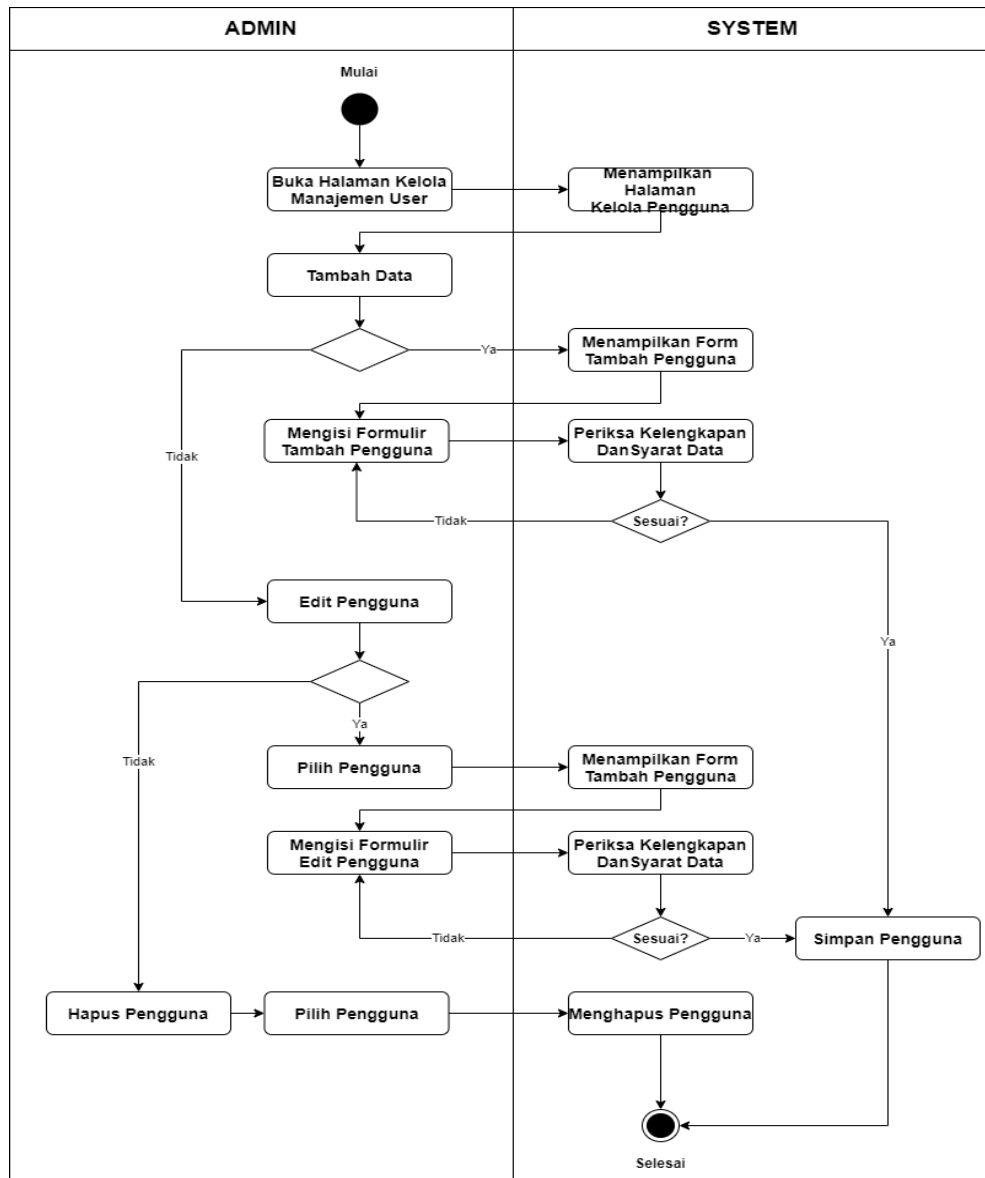 ADMIN
SYSTEM
Mulai
Buka Halaman Kelola
Manajemen User
Menampilkan
Halaman
Kelola Pengguna
Tambah Data
Ya
Menampilkan Form
Tambah Pengguna
Tidak
Mengisi Formulir
Tambah Pengguna
Periksa Kelengkapan
DanSyarat Data
Tidak
Sesuai?
Ya
Edit Pengguna
Ya
Tidak
Pilih Pengguna
Menampilkan Form
Tambah Pengguna
Mengisi Formulir
Edit Pengguna
Periksa Kelengkapan
DanSyarat Data
Tidak
Sesuai?
Ya
Simpan Pengguna
Hapus Pengguna
Pilih Pengguna
Menghapus Pengguna
Selesai